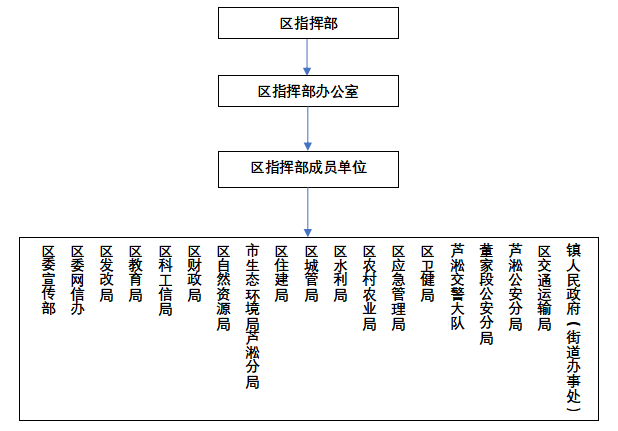 区指挥部
区指挥部办公室
区指挥部成员单位
区委宣传部
区委网信办
区发改局
区教育局
区科工信局
区财政局
区自然资源局
市生态环境局芦淞分局
区住建局
区城管局
区水利局
区农村农业局
区应急管理局
区卫健局
芦淞交警大队
董家段公安分局
芦淞公安分局
区交通运输局
镇人民政府(街道办事处)